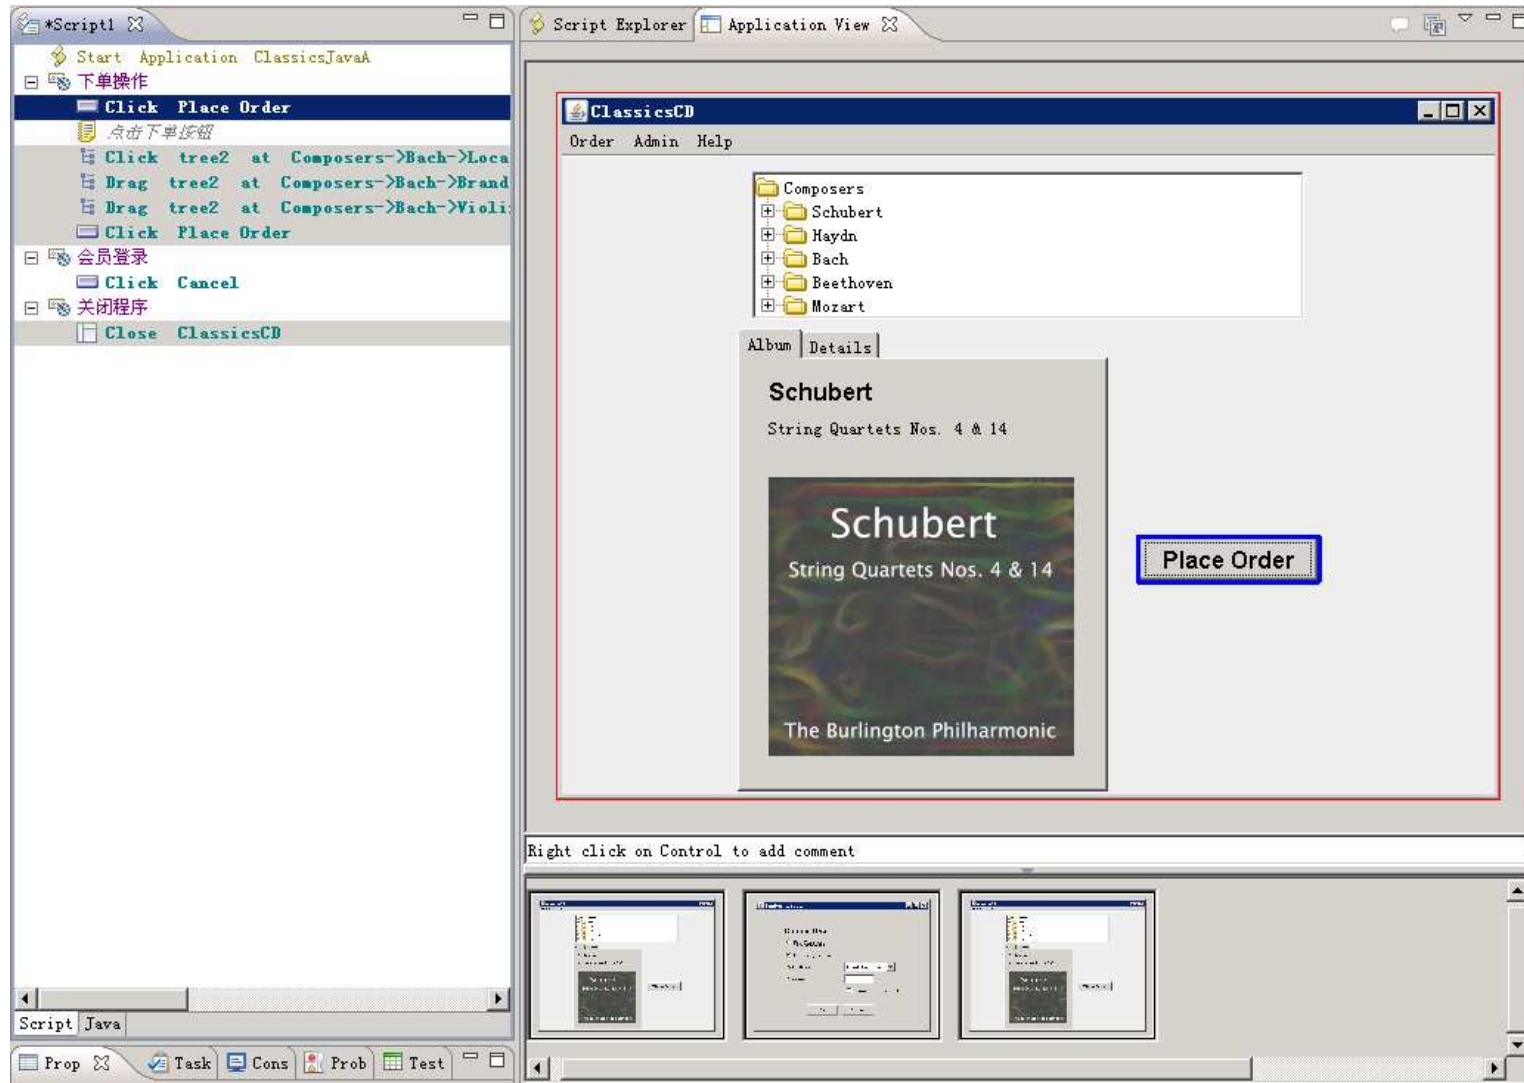 *Script1
Start Application ClassicsJavaA
下单操作
Click Place Order
点击下单按钮
Click tree2 at Composers->Bach->Loca
Drag tree2 at Composers->Bach->Brand
Drag tree2 at Composers->Bach->Violi
Click Place Order
会员登录
Click Cancel
关闭程序
Close ClassicsCD
Script Java
Prop Task Cons Prob Test
Script Explorer Application View
ClassicsCD
Order Admin Help
Composers
Schubert
Haydn
Bach
Beethoven
Mozart
Album Details
Schubert
String Quartets Nos. 4 & 14
Schubert
String Quartets Nos. 4 & 14
The Burlington Philharmonic
Place Order
Right click on Control to add comment